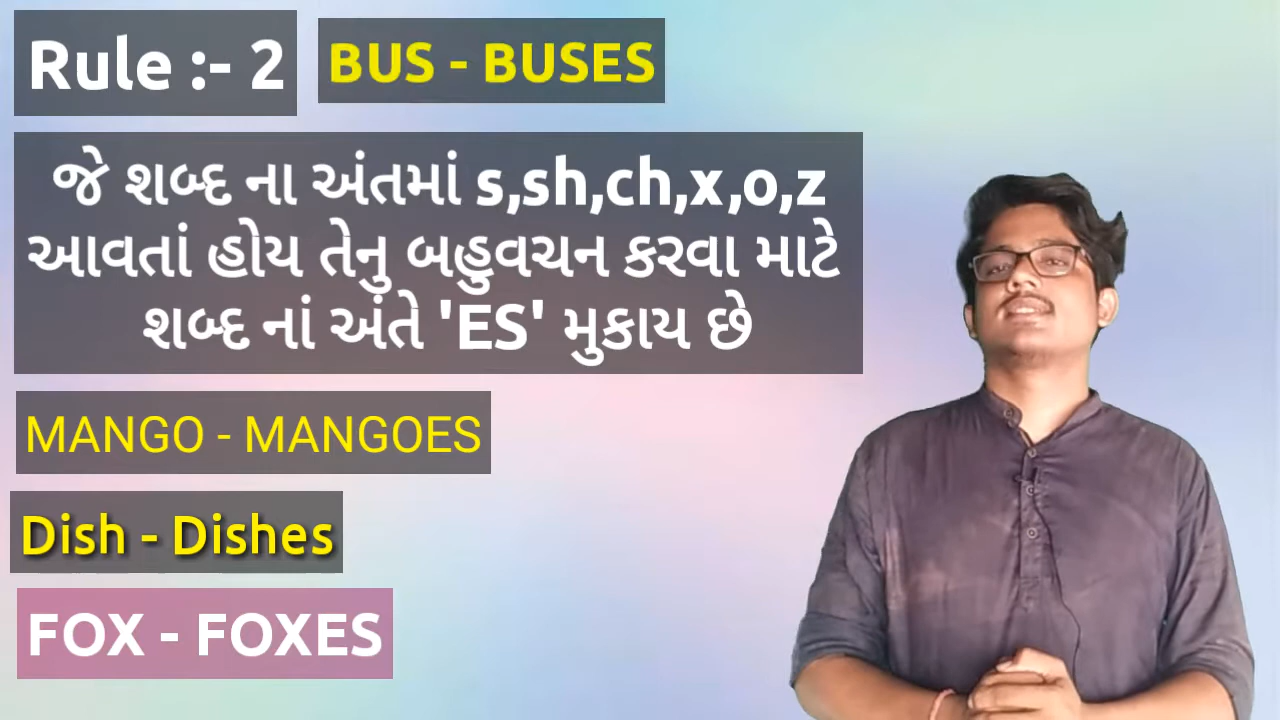 Rule :- 2
BUS - BUSES
જે શબ્દ ના અંતમાં s,sh,ch,x,o,z
આવતાં હોય તેનુ બહુવચન કરવા માટે
શબ્દ નાં અંતે 'ES' મુકાય છે
MANGO - MANGOES
Dish - Dishes
FOX - FOXES